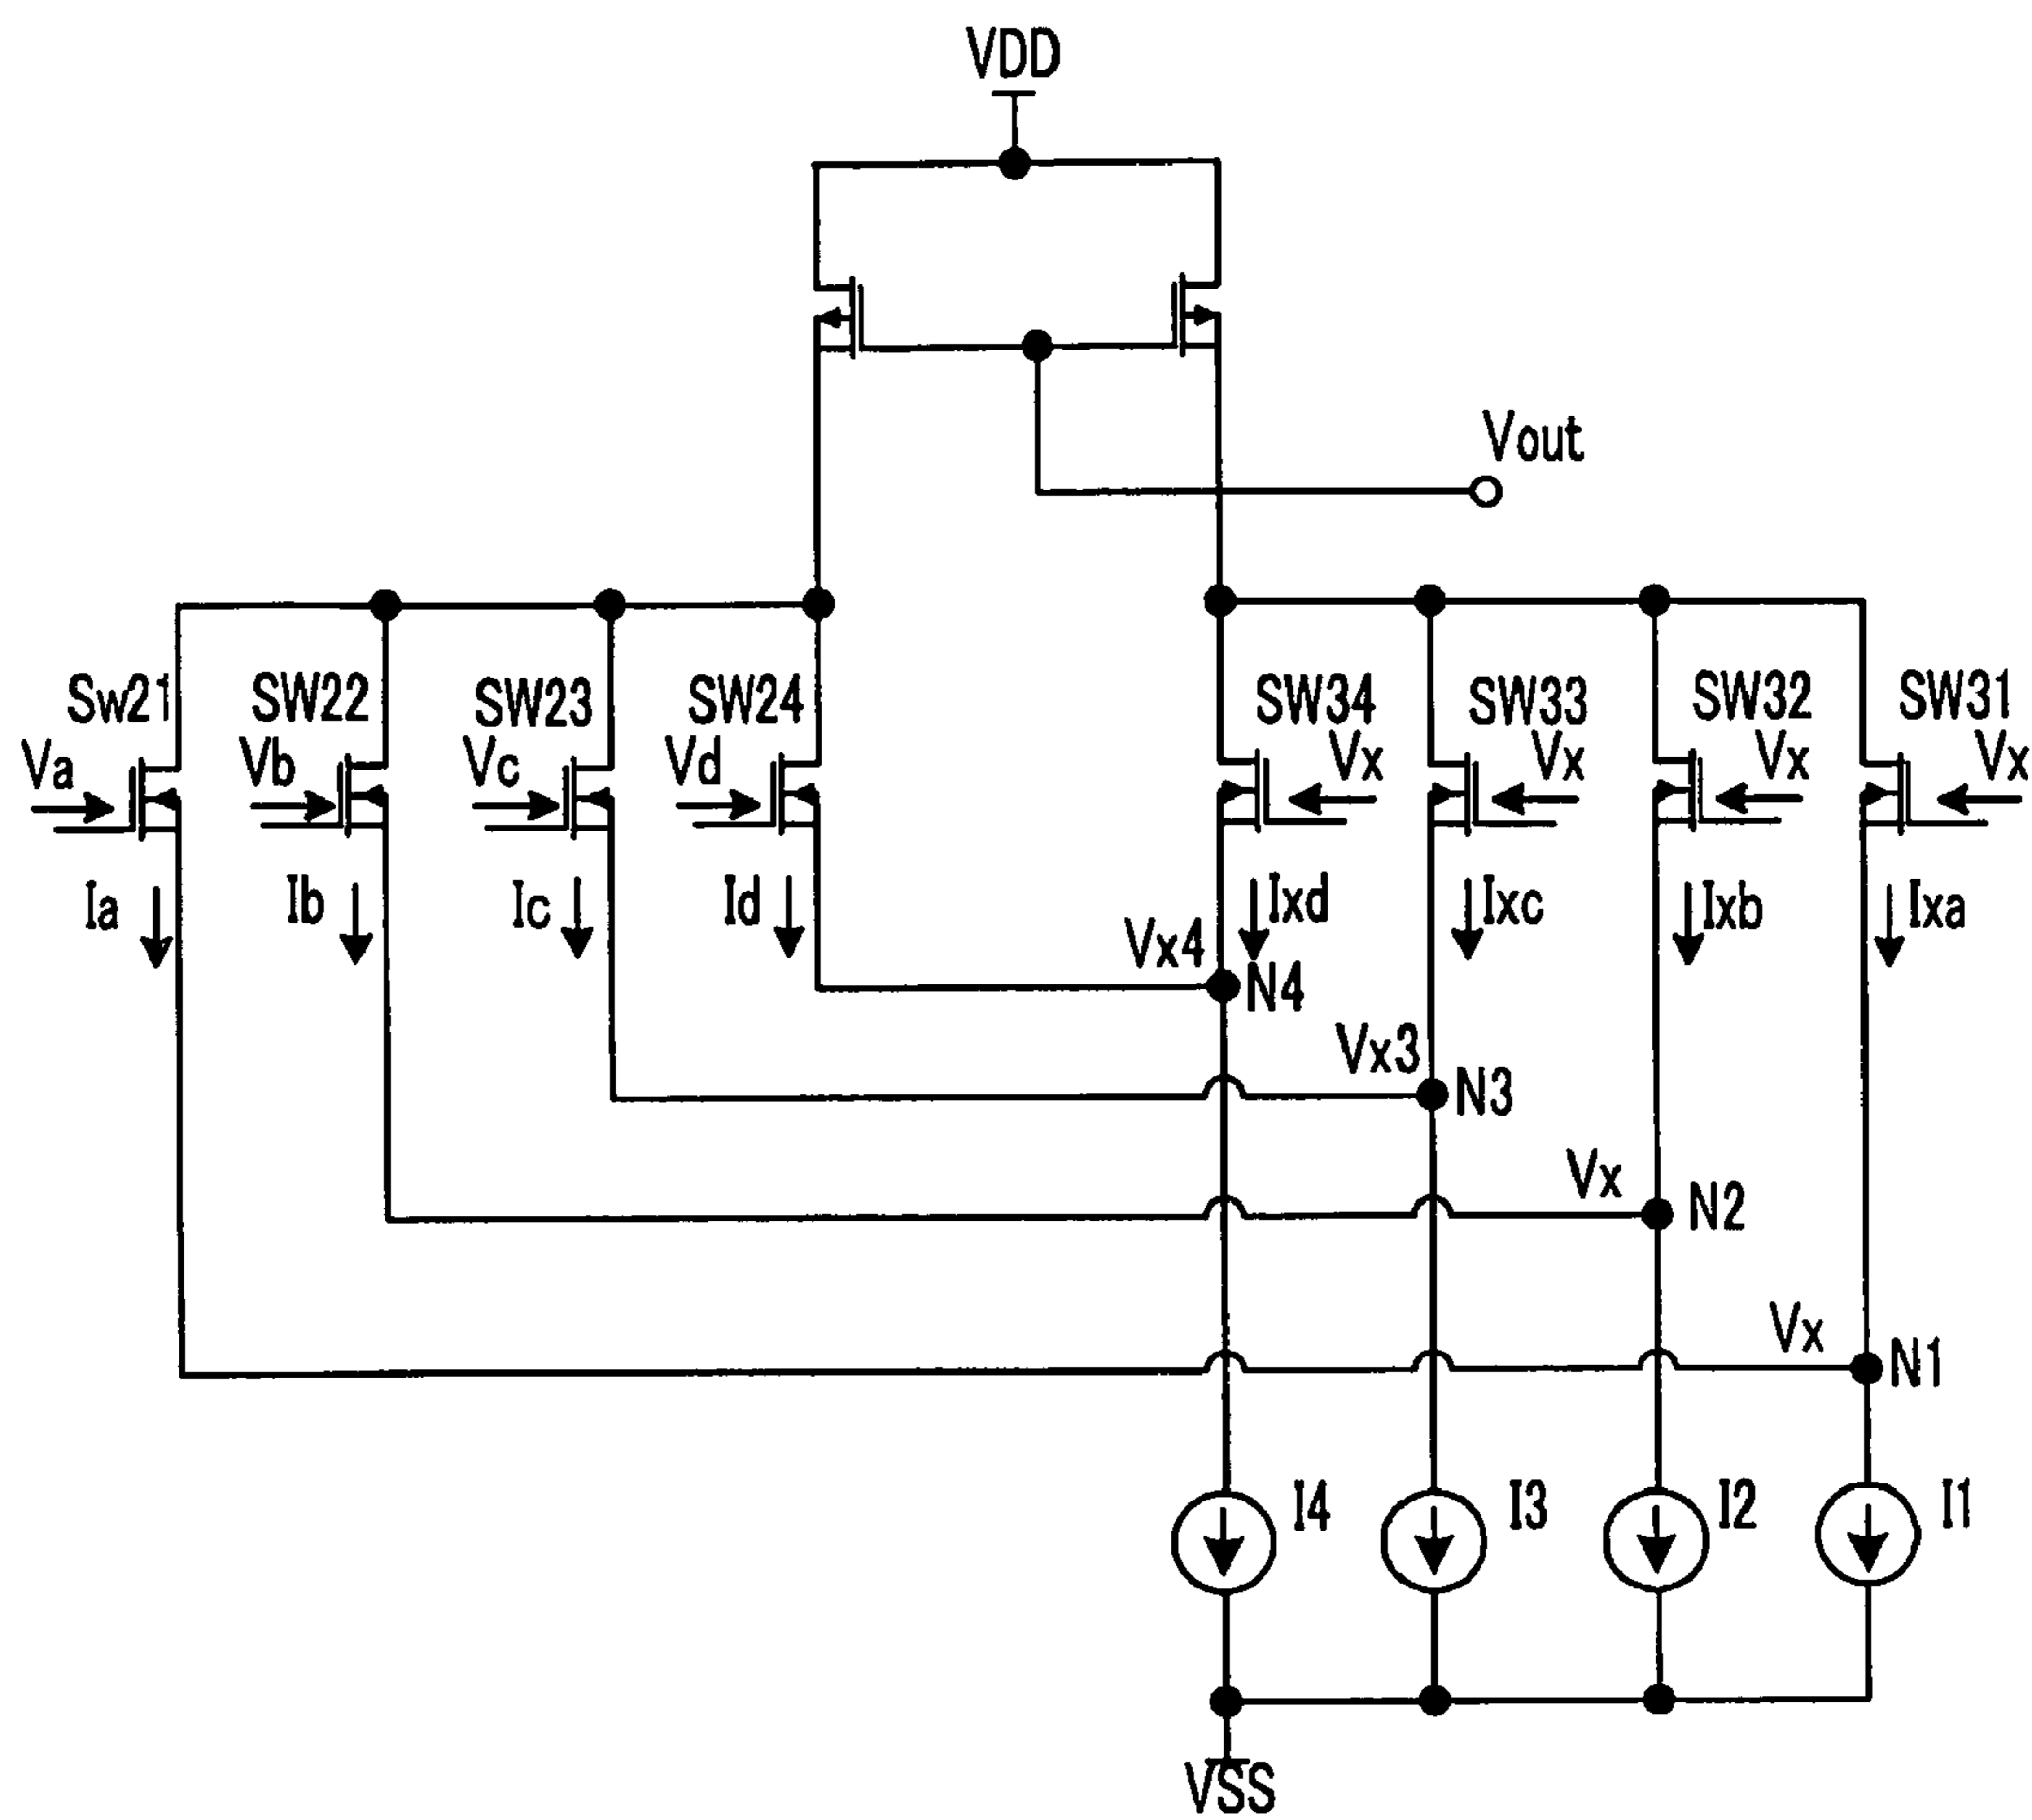 VDD
Vout
Sw21 SW22 SW23 SW24 SW34 SW33 SW32 SW31
Va Vb Vc Vd Vx Vx Vx Vx
Ia Ib Ic Id Ixd Ixc Ixb Ixa
Vx4 N4
Vx3 N3
Vx N2
Vx N1
I4 I3 I2 I1
VSS